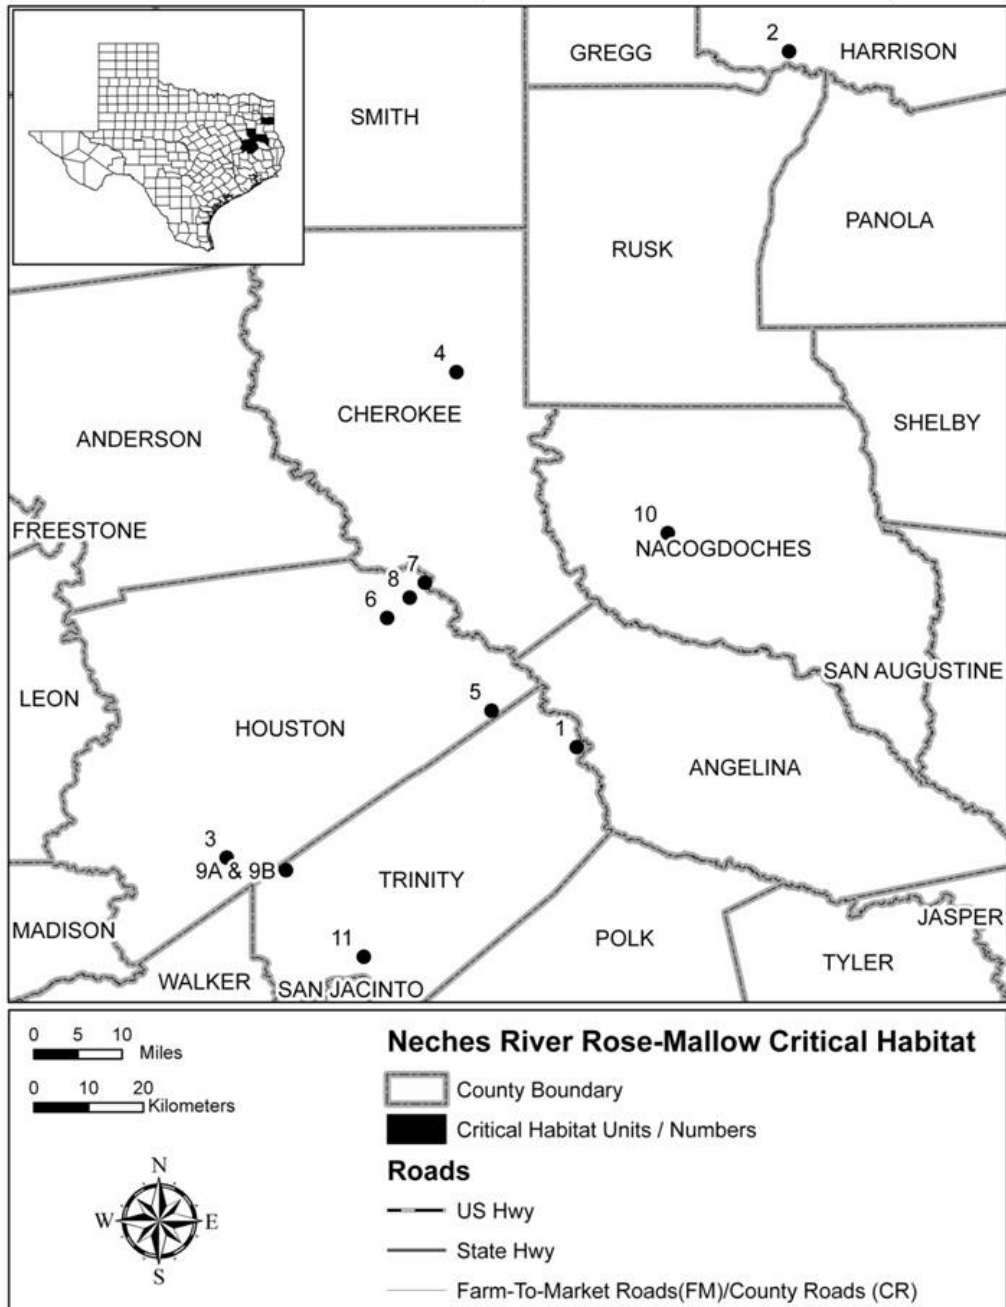 2
GREGG
HARRISON
SMITH
PANOLA
RUSK
4
CHEROKEE
SHELBY
ANDERSON
10
FREESTONE
NACOGDOCHES
7
8
6
SAN AUGUSTINE
LEON
5
HOUSTON
1
ANGELINA
3
9A & 9B
TRINITY
MADISON
JASPER
11
POLK
TYLER
WALKER
SAN JACINTO
0 5 10
Miles
0 10 20
Kilometers
N
W E
S
Neches River Rose-Mallow Critical Habitat
County Boundary
Critical Habitat Units / Numbers
Roads
US Hwy
State Hwy
Farm-To-Market Roads(FM)/County Roads (CR)